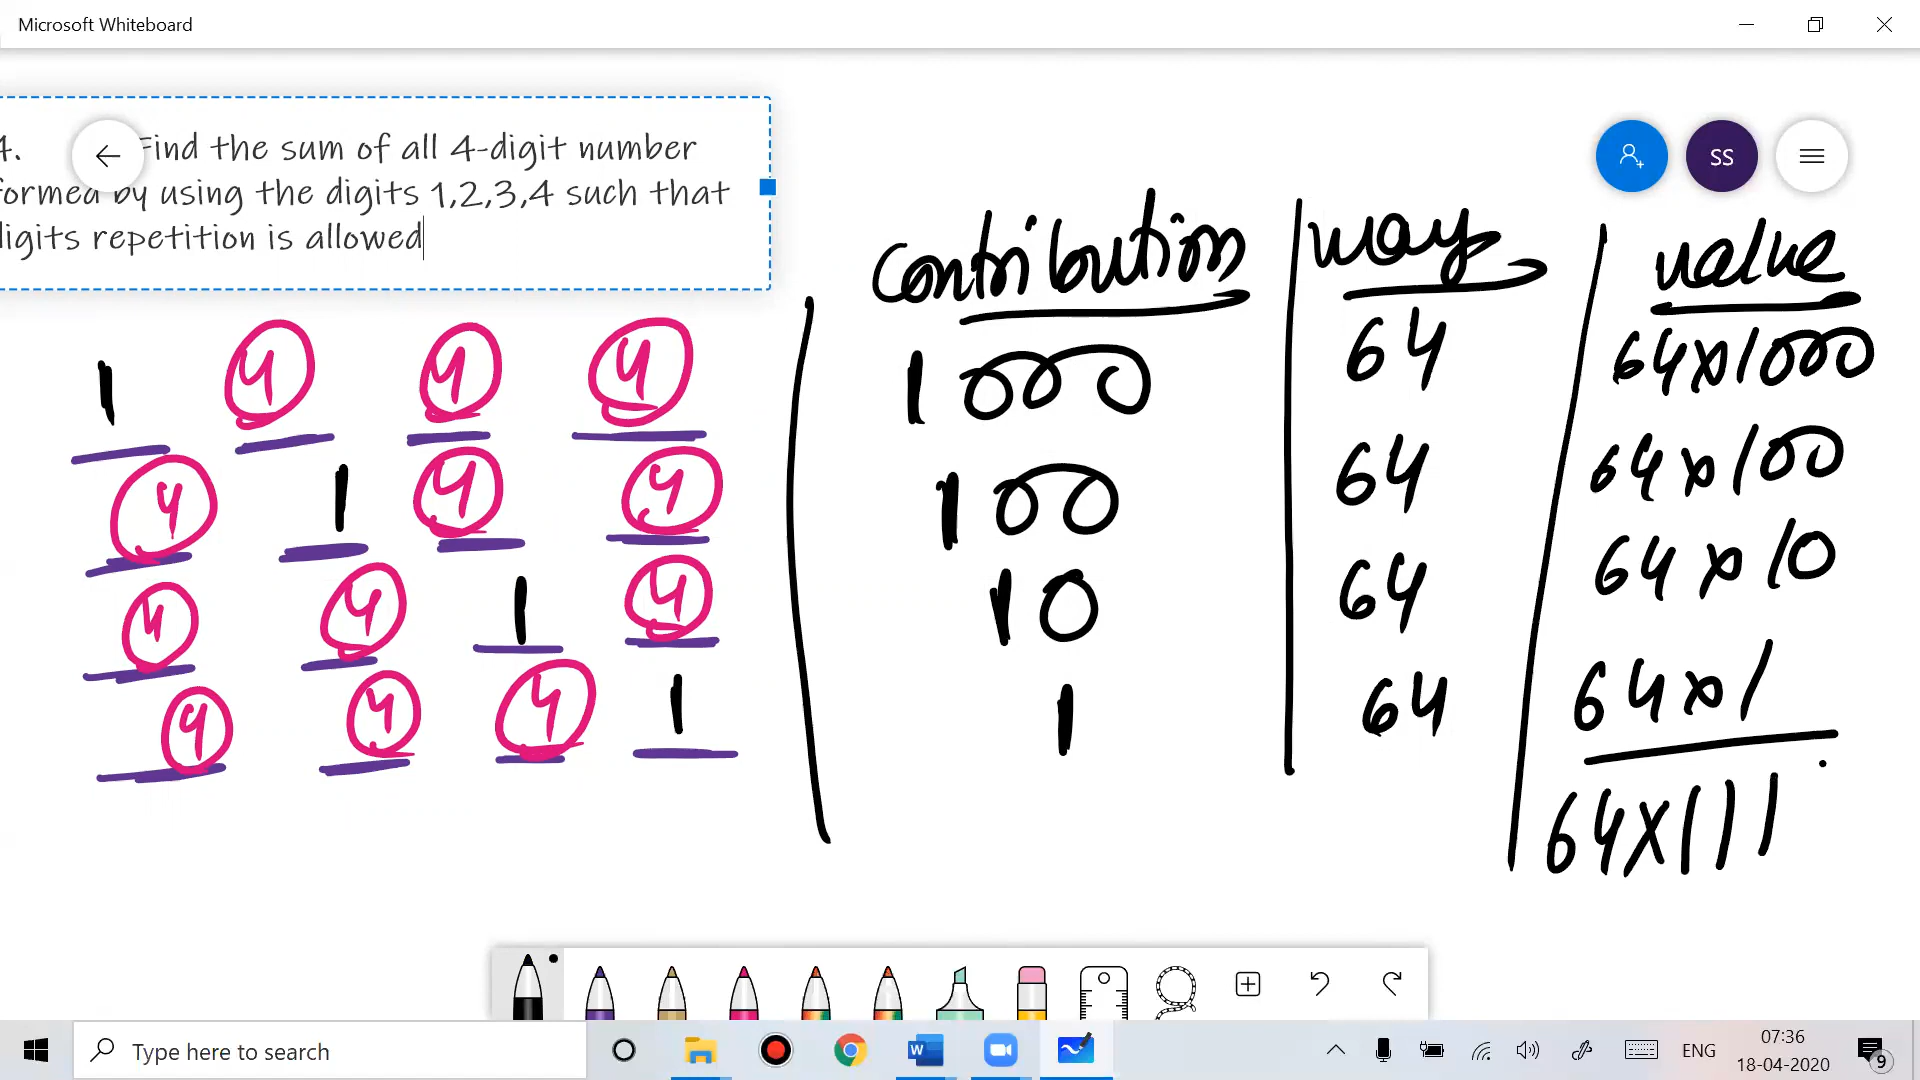 Microsoft Whiteboard
4. Find the sum of all 4-digit number
formed by using the digits 1,2,3,4 such that
digits repetition is allowed
SS
contribution way value
1 4 4 4 1000 64 64x1000
4 1 4 4 100 64 64x100
4 4 1 4 10 64 64x10
4 4 4 1 1 64 64x1
64x111
Type here to search
ENG
07:36
18-04-2020
9